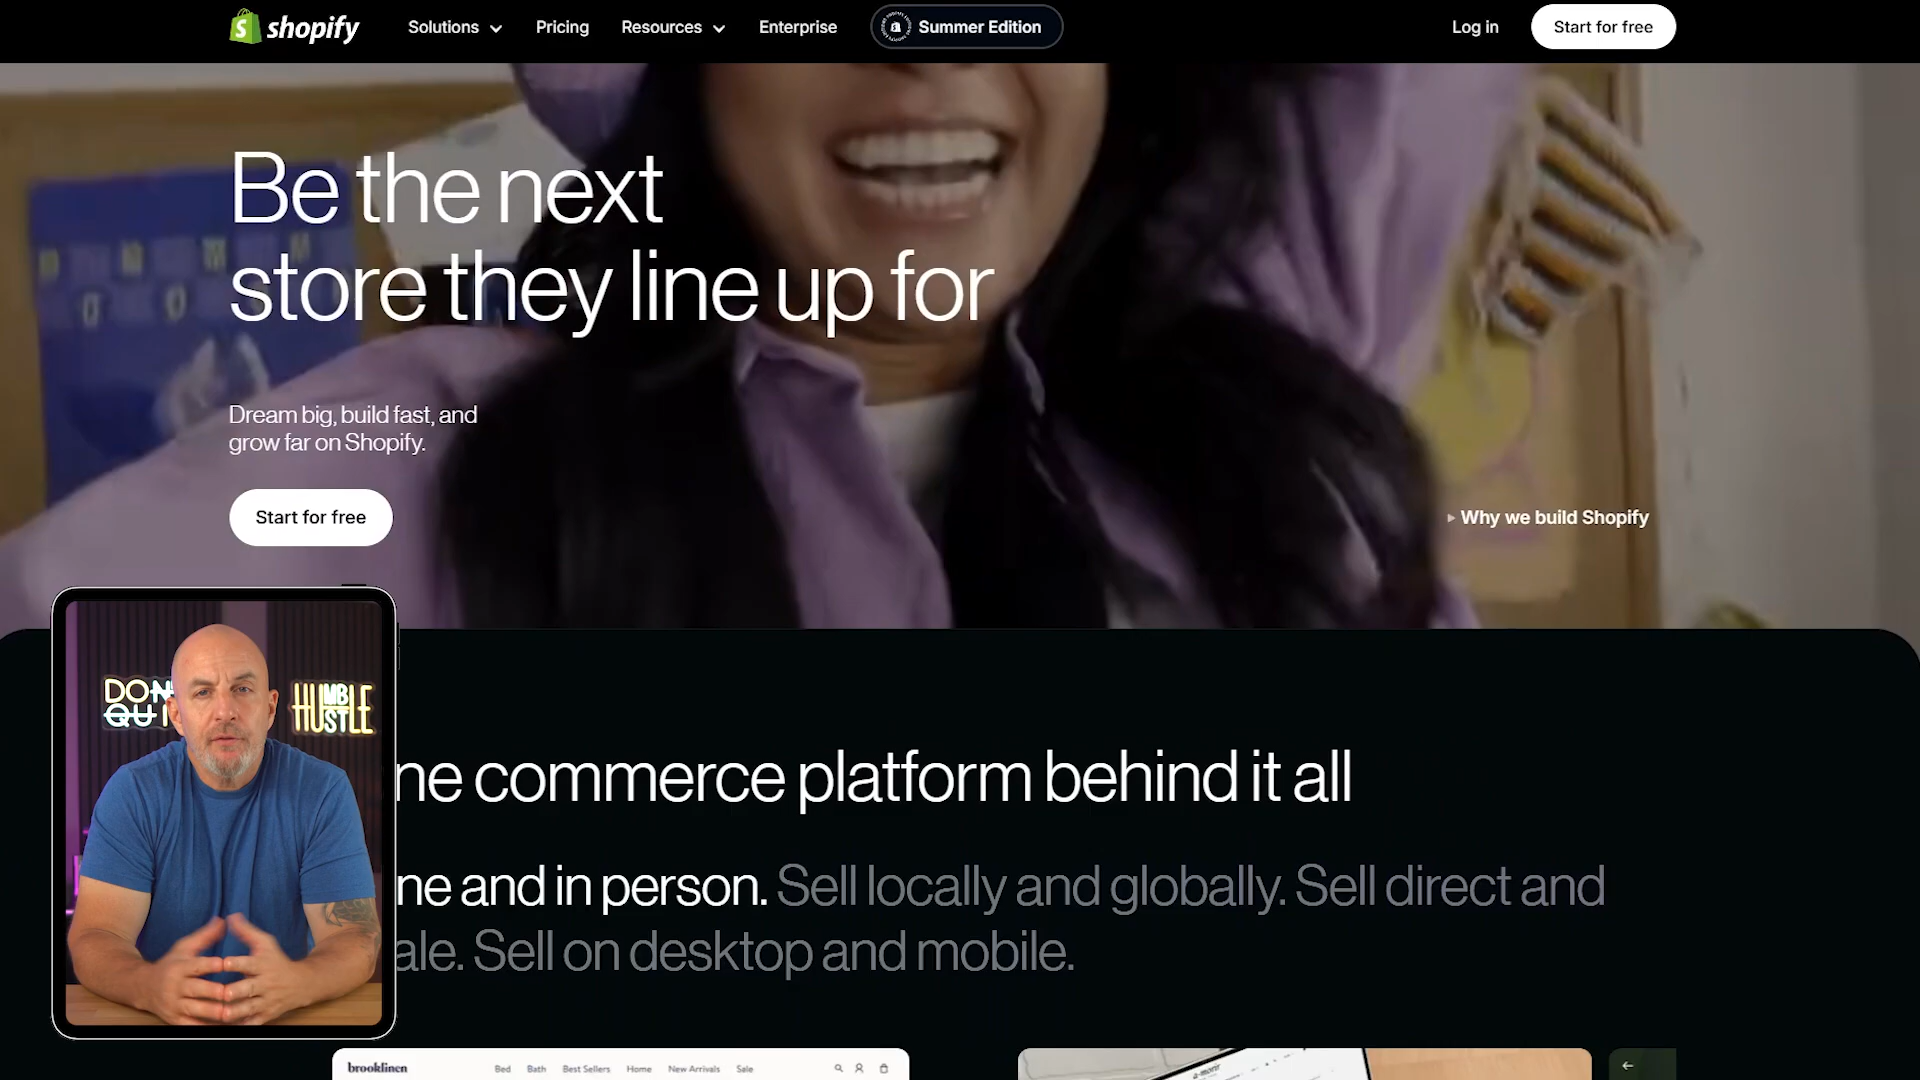 shopify
Solutions
Pricing
Resources
Enterprise
Summer Edition
Log in
Start for free
Be the next
store they line up for
Dream big, build fast, and
grow far on Shopify.
Start for free
Why we build Shopify
HUMBLE
HUSTLE
ne commerce platform behind it all
ne and in person. Sell locally and globally. Sell direct and
ale. Sell on desktop and mobile.
brooklinen
Bed
Bath
Best Sellers
Home
New Arrivals
Sale